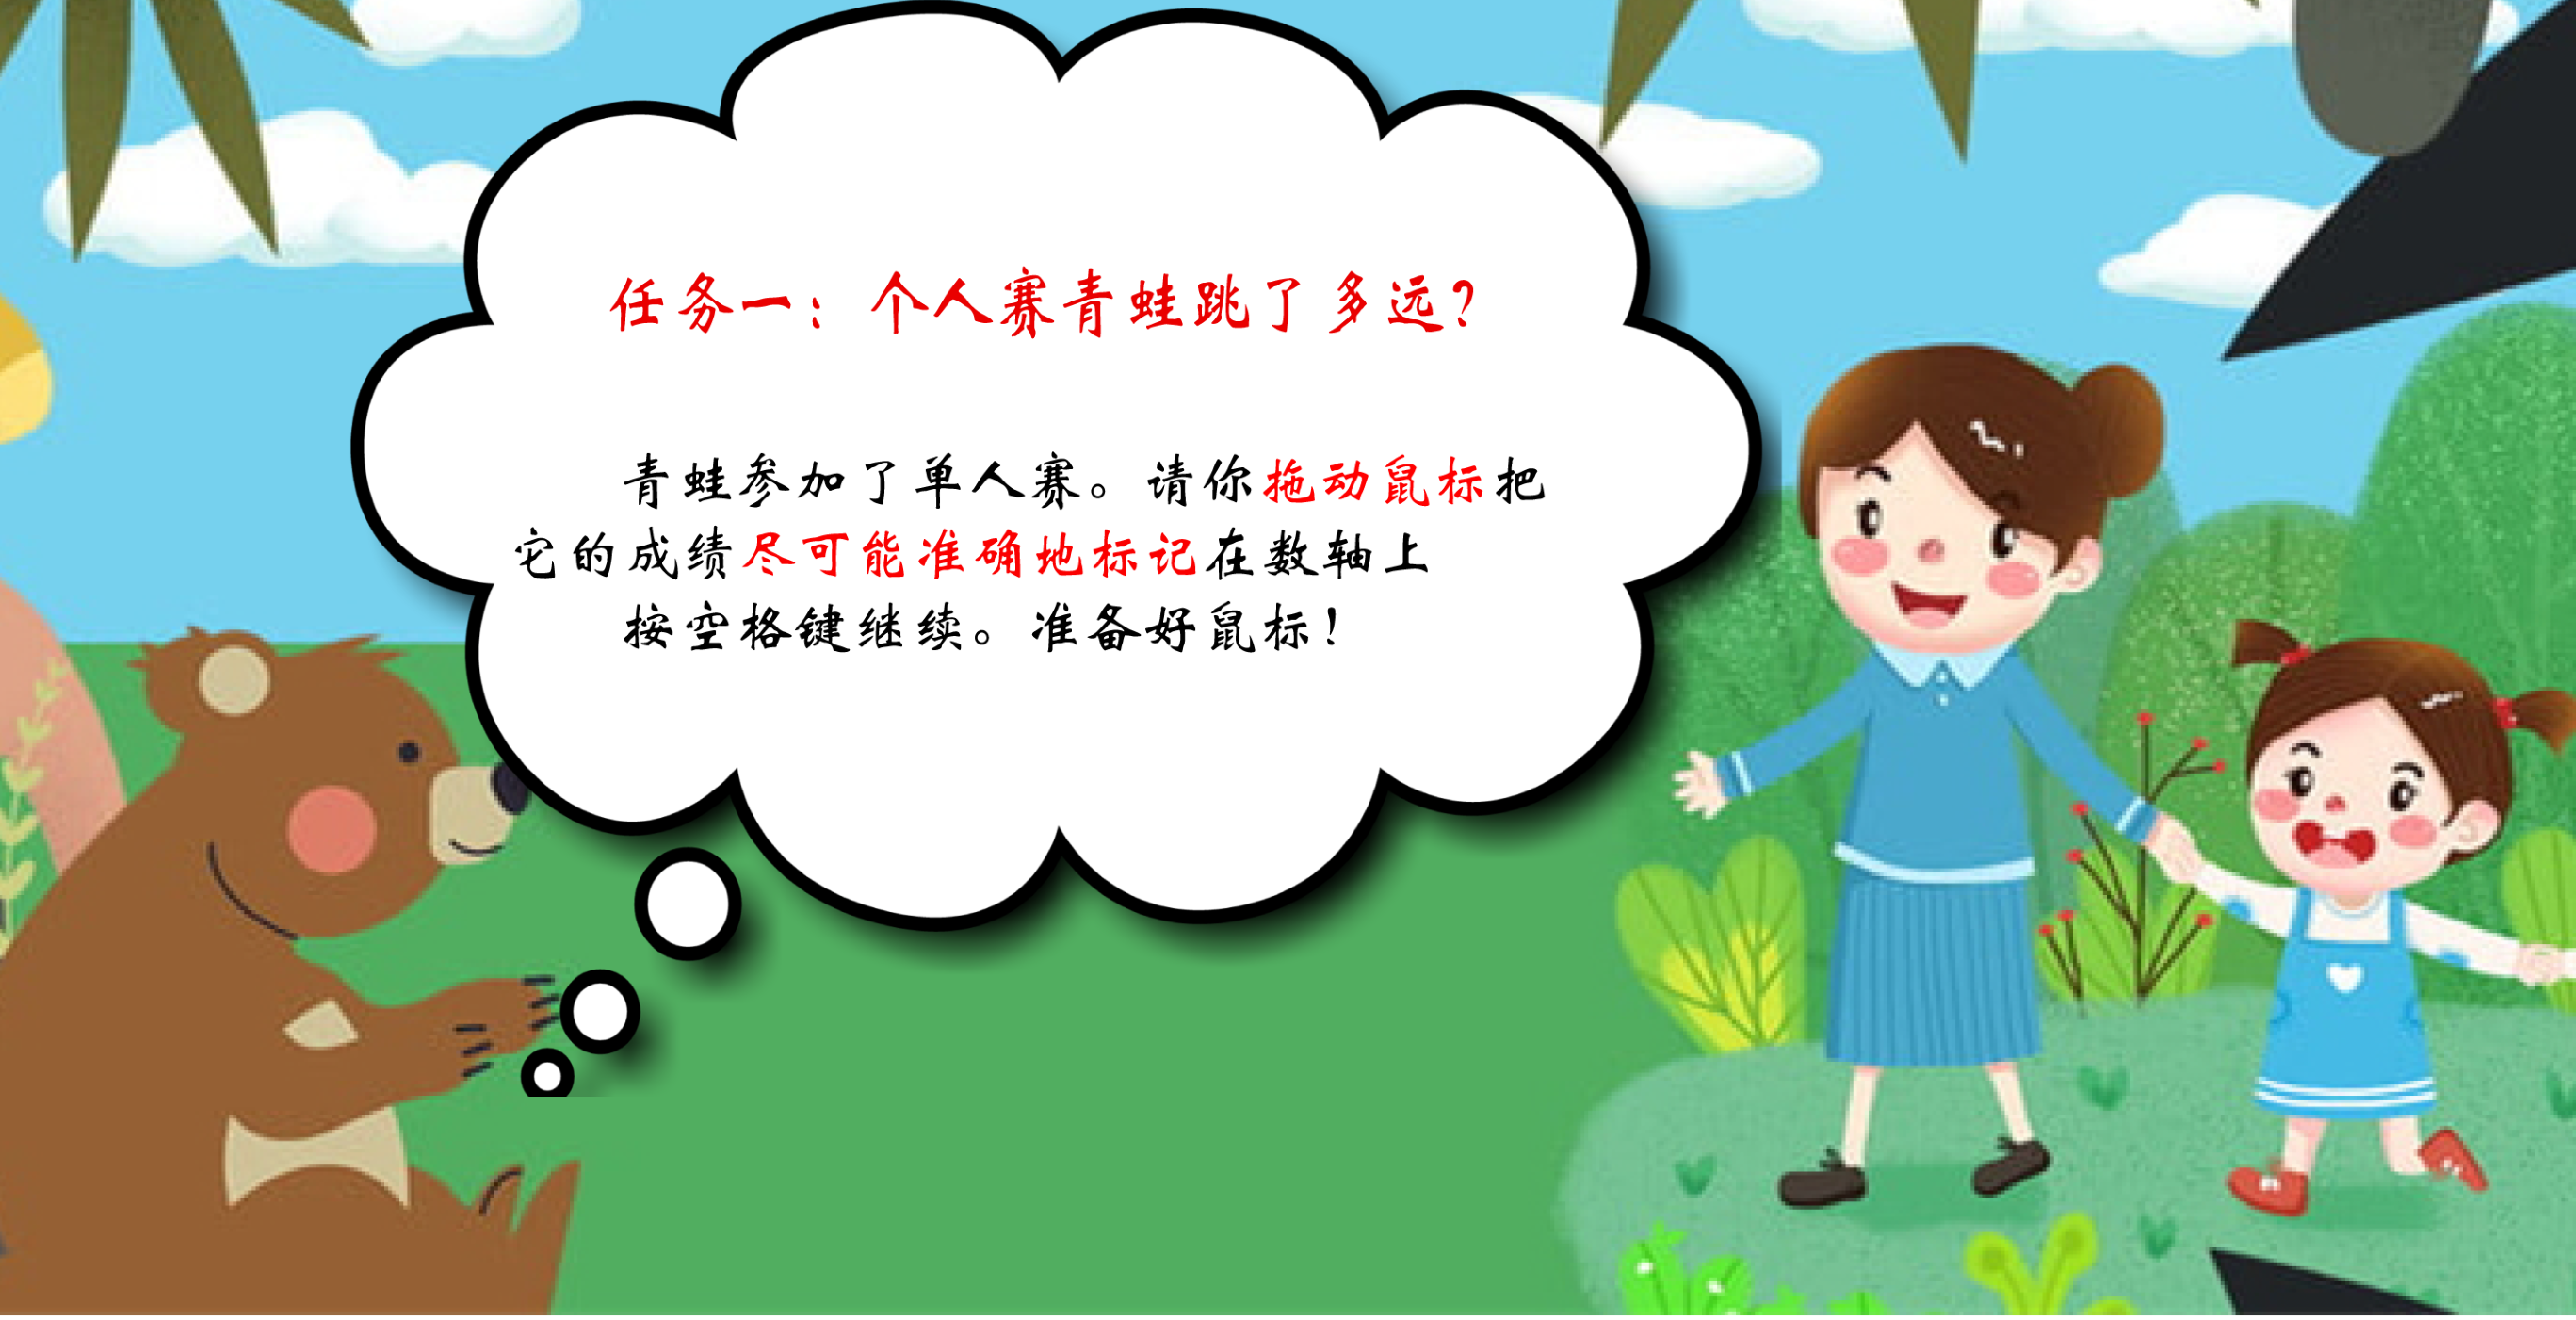 任务一：个人赛青蛙跳了多远？
青蛙参加了单人赛。请你拖动鼠标把
它的成绩尽可能准确地标记在数轴上
按空格键继续。准备好鼠标！